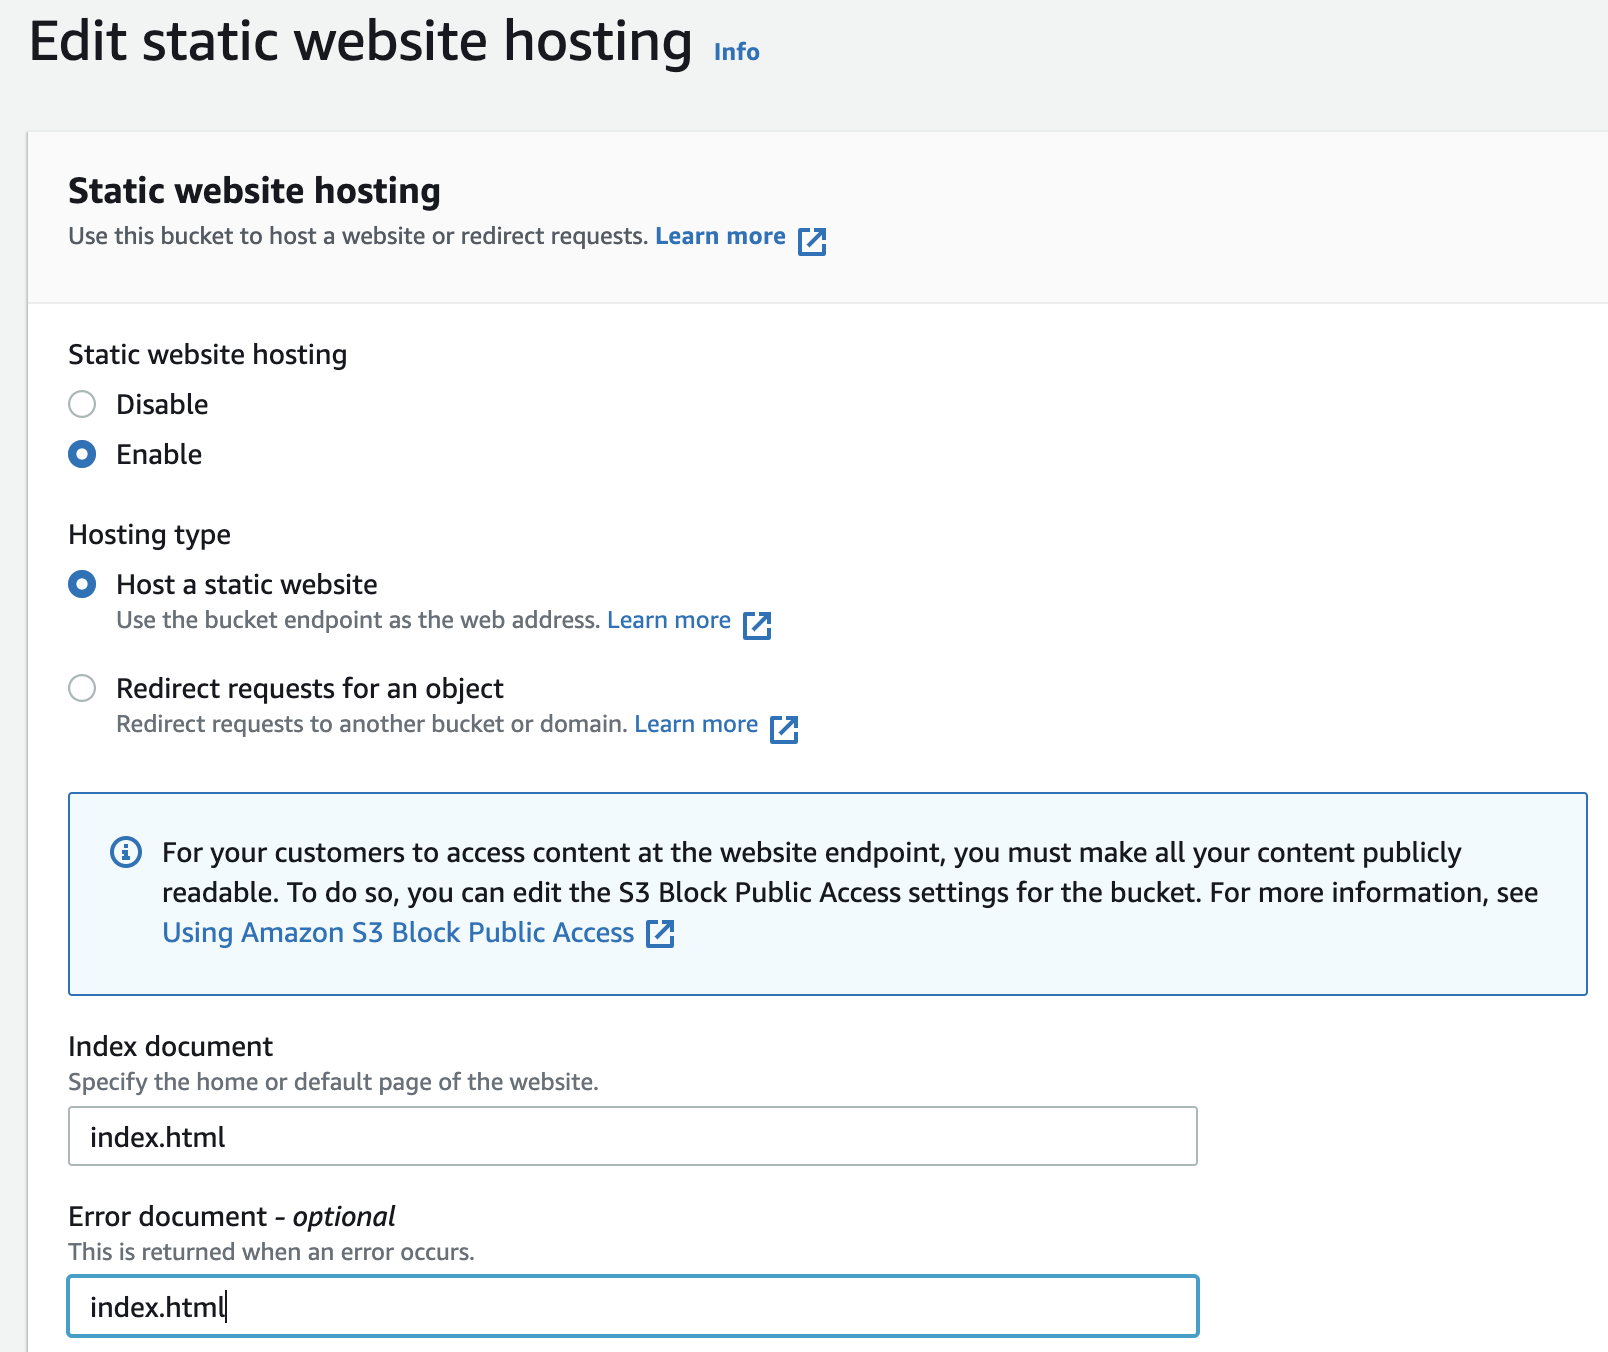 Edit static website hosting Info
Static website hosting
Use this bucket to host a website or redirect requests. Learn more
Static website hosting
Disable
Enable
Hosting type
Host a static website
Use the bucket endpoint as the web address. Learn more
Redirect requests for an object
Redirect requests to another bucket or domain. Learn more
For your customers to access content at the website endpoint, you must make all your content publicly
readable. To do so, you can edit the S3 Block Public Access settings for the bucket. For more information, see
Using Amazon S3 Block Public Access
Index document
Specify the home or default page of the website.
index.html
Error document - optional
This is returned when an error occurs.
index.html